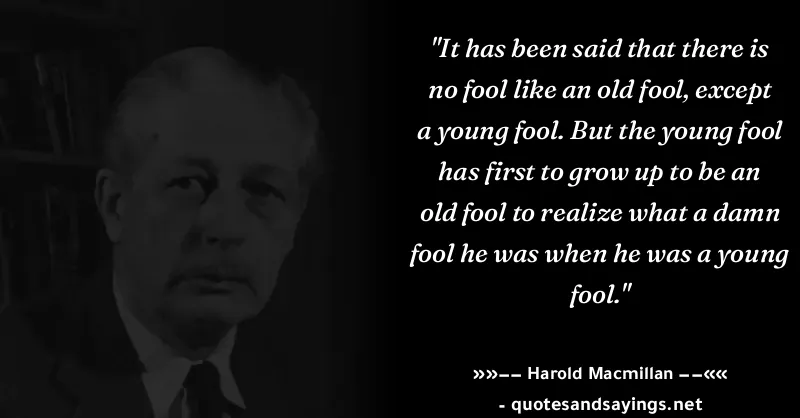 "It has been said that there is
no fool like an old fool, except
a young fool. But the young fool
has first to grow up to be an
old fool to realize what a damn
fool he was when he was a young
fool."
»»–– Harold Macmillan ––««
- quotesandsayings.net